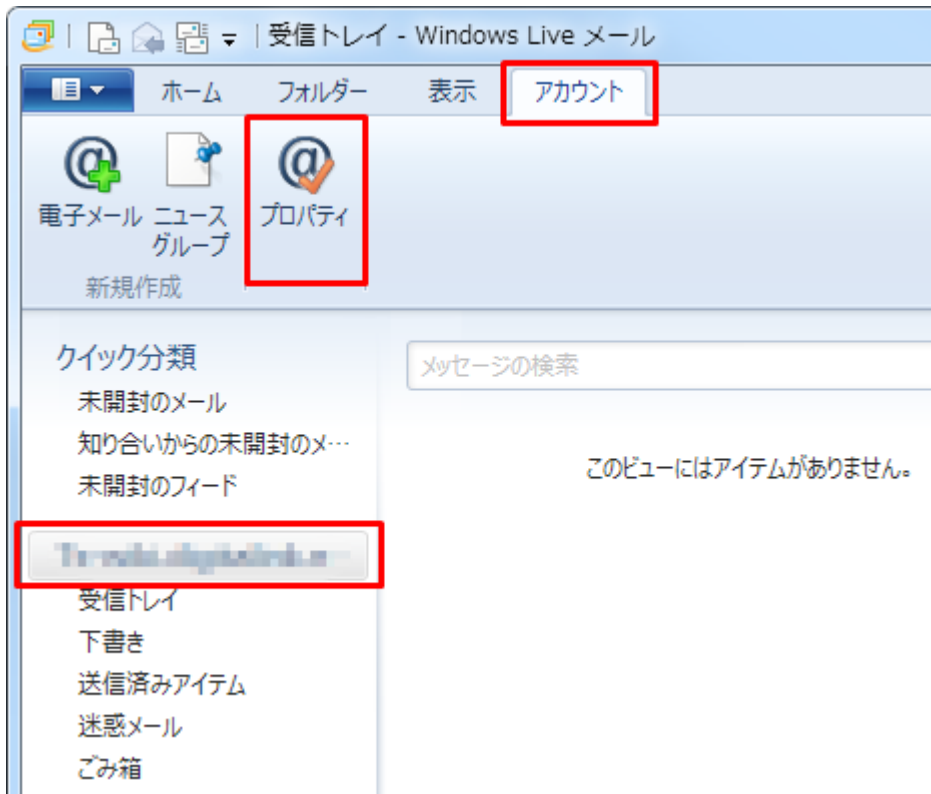 受信トレイ - Windows Live メール
ホーム フォルダー 表示 アカウント
電子メール ニュース プロパティ
グループ
新規作成
クイック分類
メッセージの検索
未開封のメール
知り合いからの未開封のメ…
このビューにはアイテムがありません。
未開封のフィード
受信トレイ
下書き
送信済みアイテム
迷惑メール
ごみ箱